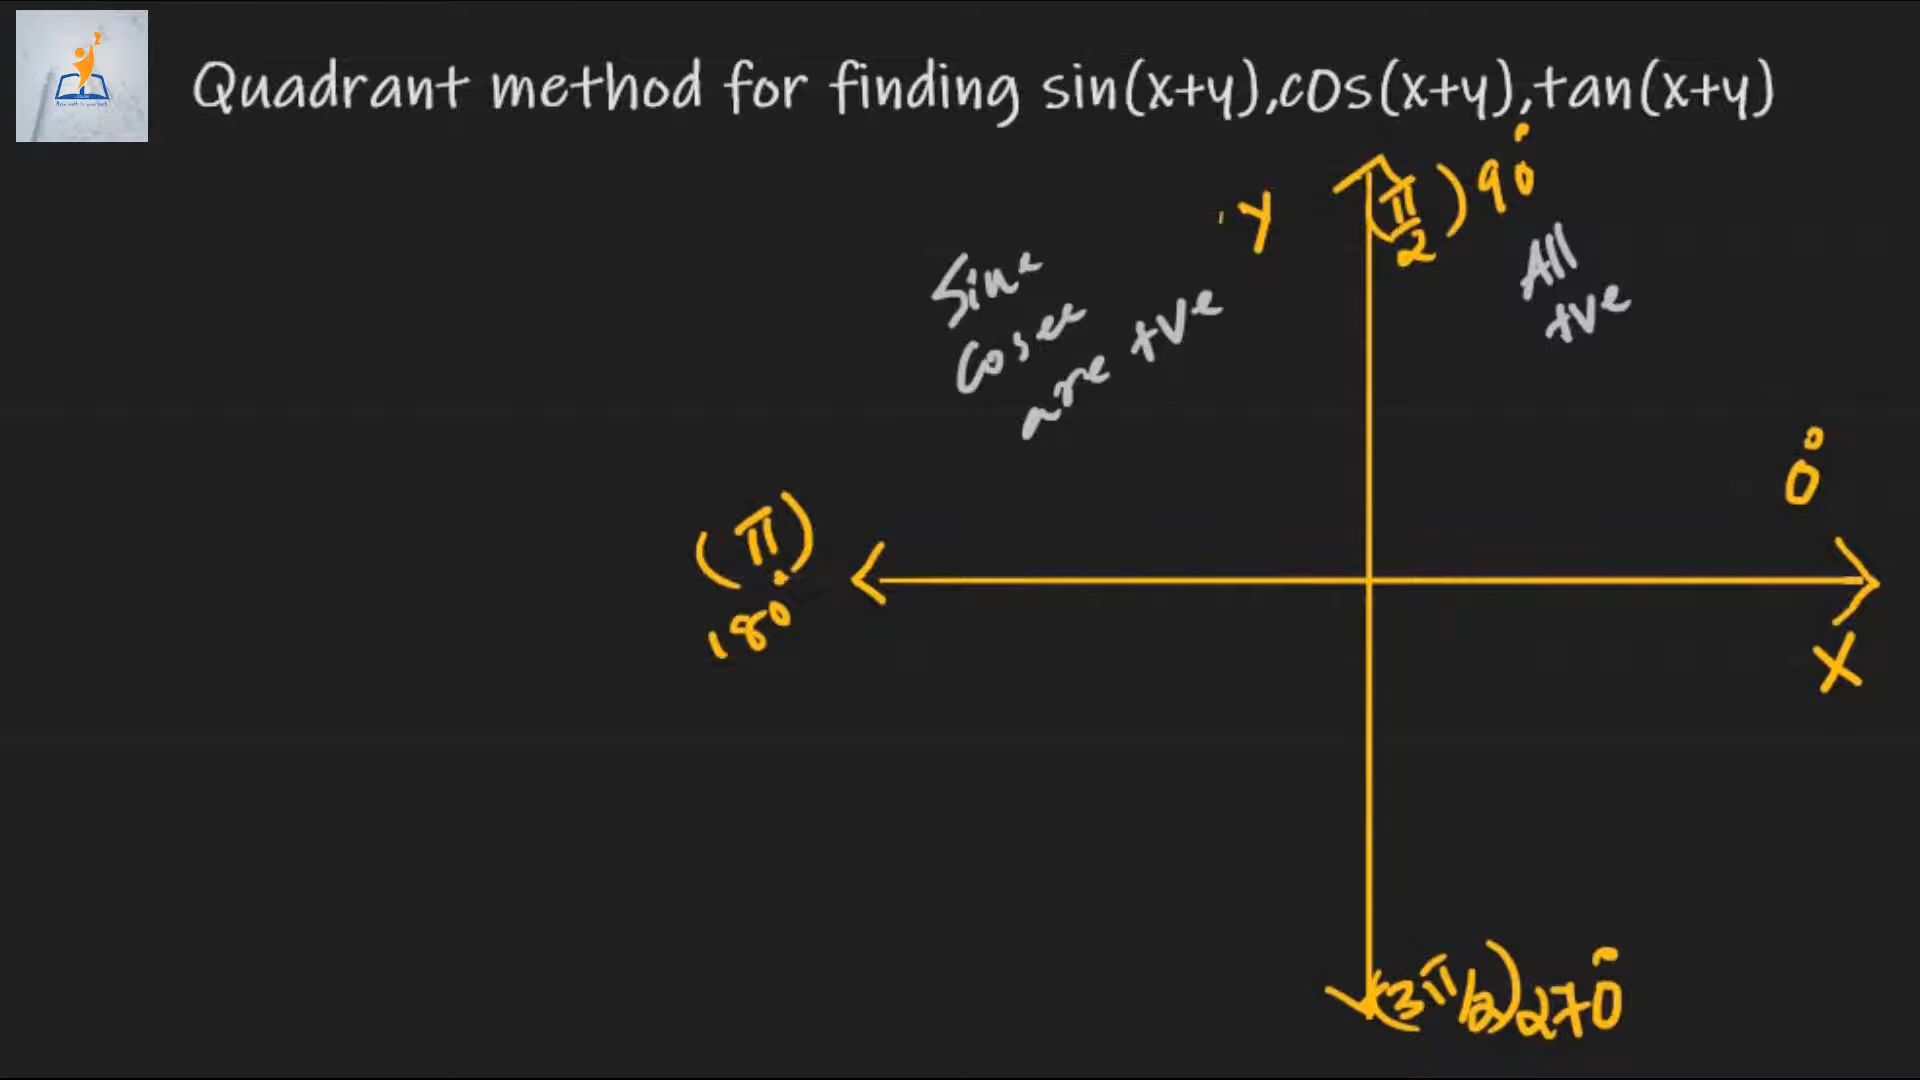 Quadrant method for finding sin(x+y),cos(x+y),tan(x+y)
y
(π/2) 90°
Sine
Cosec
are +ve
All
+ve
0°
(π)
180°
x
(3π/2) 270°